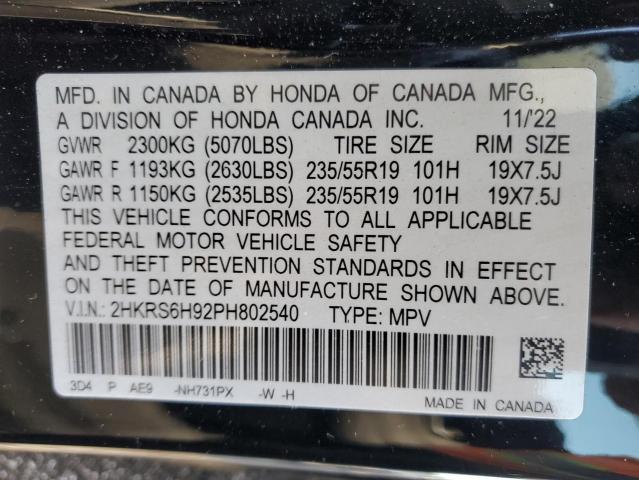 MFD. IN CANADA BY HONDA OF CANADA MFG.,
A DIVISION OF HONDA CANADA INC. 11/'22
GVWR 2300KG (5070LBS) TIRE SIZE RIM SIZE
GAWR F 1193KG (2630LBS) 235/55R19 101H 19X7.5J
GAWR R 1150KG (2535LBS) 235/55R19 101H 19X7.5J
THIS VEHICLE CONFORMS TO ALL APPLICABLE
FEDERAL MOTOR VEHICLE SAFETY
AND THEFT PREVENTION STANDARDS IN EFFECT
ON THE DATE OF MANUFACTURE SHOWN ABOVE.
V.I.N.: 2HKRS6H92PH802540 TYPE: MPV
3D4 P AE9 -NH731PX -W -H
MADE IN CANADA